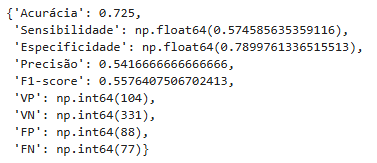 {'Acurácia': 0.725,
'Sensibilidade': np.float64(0.574585635359116),
'Especificidade': np.float64(0.7899761336515513),
'Precisão': 0.5416666666666666,
'F1-score': 0.5576407506702413,
'VP': np.int64(104),
'VN': np.int64(331),
'FP': np.int64(88),
'FN': np.int64(77)}